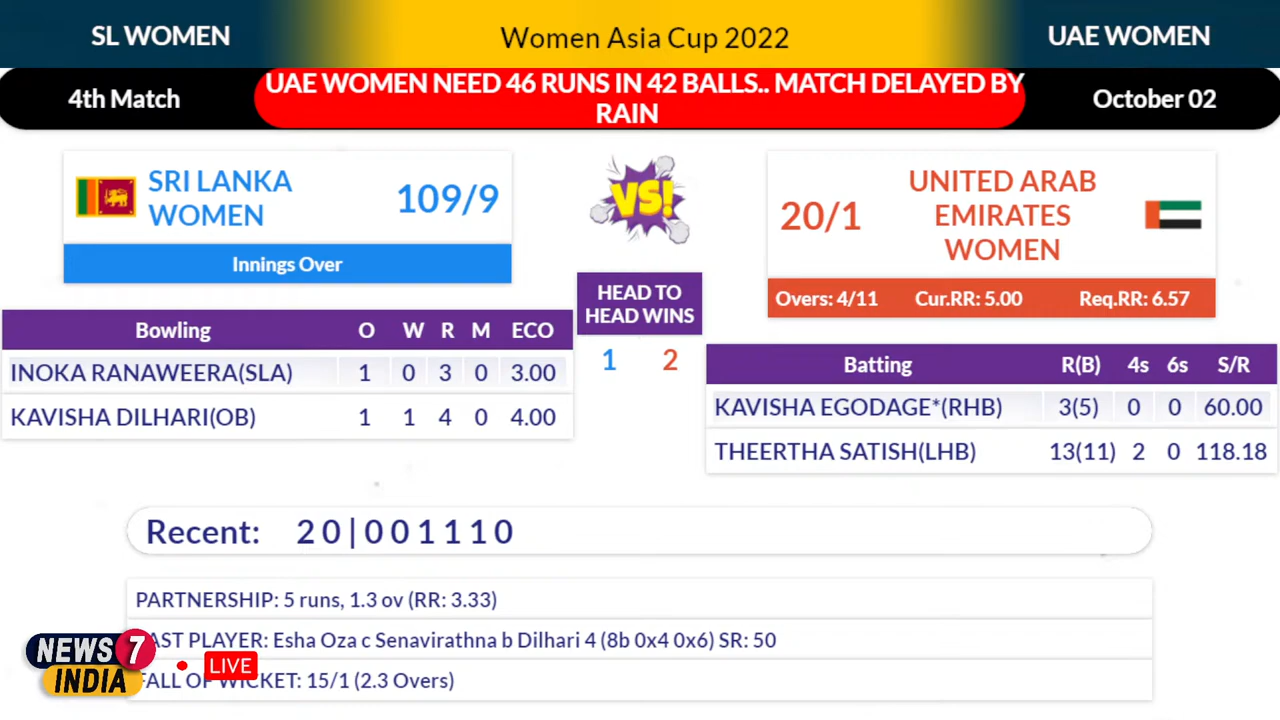 SL WOMEN
Women Asia Cup 2022
UAE WOMEN
4th Match
UAE WOMEN NEED 46 RUNS IN 42 BALLS.. MATCH DELAYED BY
RAIN
October 02
SRI LANKA
WOMEN
109/9
Innings Over
VS!
20/1
UNITED ARAB
EMIRATES
WOMEN
Overs: 4/11 Cur.RR: 5.00 Req.RR: 6.57
HEAD TO
HEAD WINS
1 2
Bowling O W R M ECO
INOKA RANAWEERA(SLA) 1 0 3 0 3.00
KAVISHA DILHARI(OB) 1 1 4 0 4.00
Batting R(B) 4s 6s S/R
KAVISHA EGODAGE*(RHB) 3(5) 0 0 60.00
THEERTHA SATISH(LHB) 13(11) 2 0 118.18
Recent: 2 0 | 0 0 1 1 1 0
PARTNERSHIP: 5 runs, 1.3 ov (RR: 3.33)
AST PLAYER: Esha Oza c Senavirathna b Dilhari 4 (8b 0x4 0x6) SR: 50
FALL OF WICKET: 15/1 (2.3 Overs)
NEWS 7
INDIA
LIVE